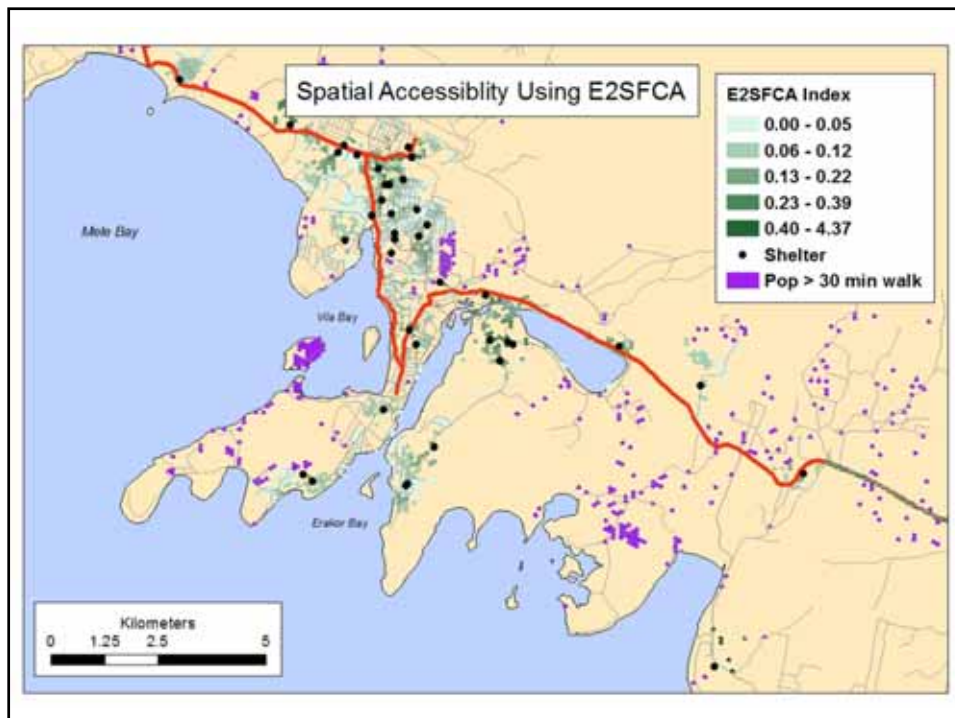 Spatial Accessiblity Using E2SFCA
E2SFCA Index
0.00 - 0.05
0.06 - 0.12
0.13 - 0.22
0.23 - 0.39
0.40 - 4.37
Shelter
Pop > 30 min walk
Mele Bay
Vila Bay
Erakor Bay
Kilometers
0 1.25 2.5 5